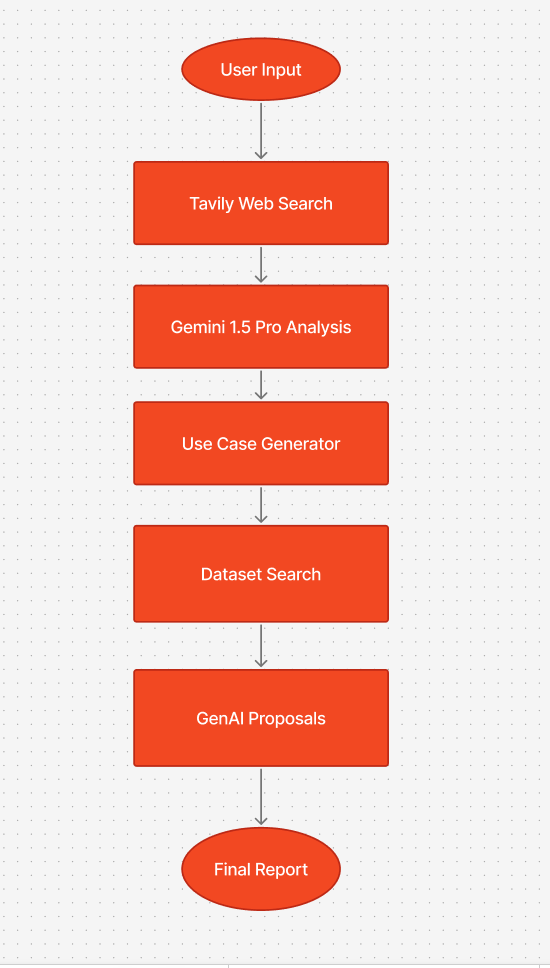 User Input
Tavily Web Search
Gemini 1.5 Pro Analysis
Use Case Generator
Dataset Search
GenAI Proposals
Final Report